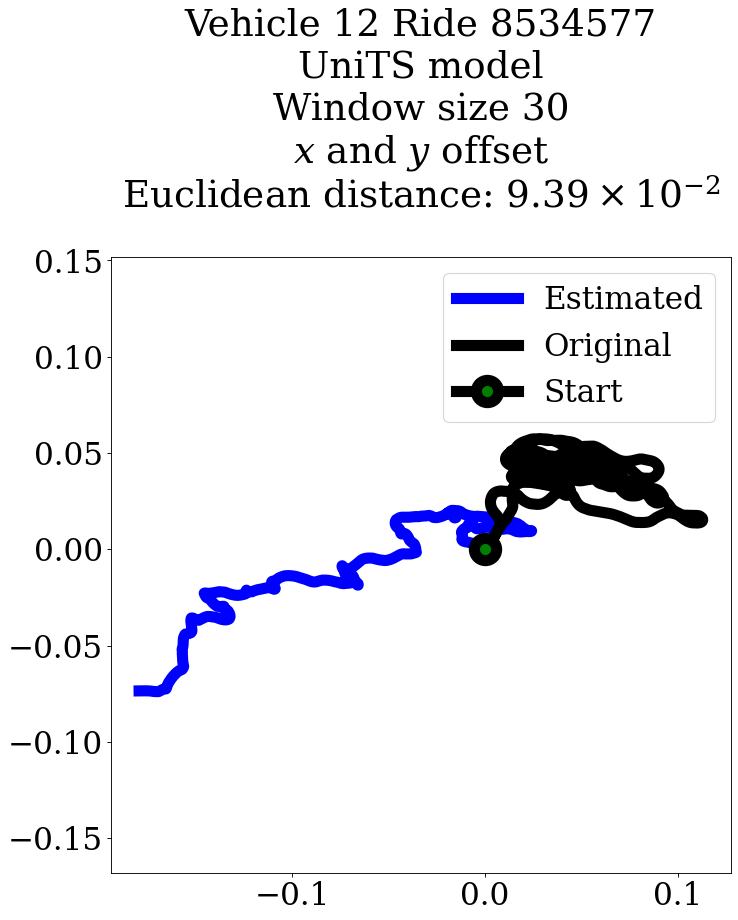 Vehicle 12 Ride 8534577
UniTS model
Window size 30
x and y offset
Euclidean distance: 9.39 × 10⁻²
0.15
0.10
0.05
0.00
−0.05
−0.10
−0.15
Estimated
Original
Start
−0.1
0.0
0.1